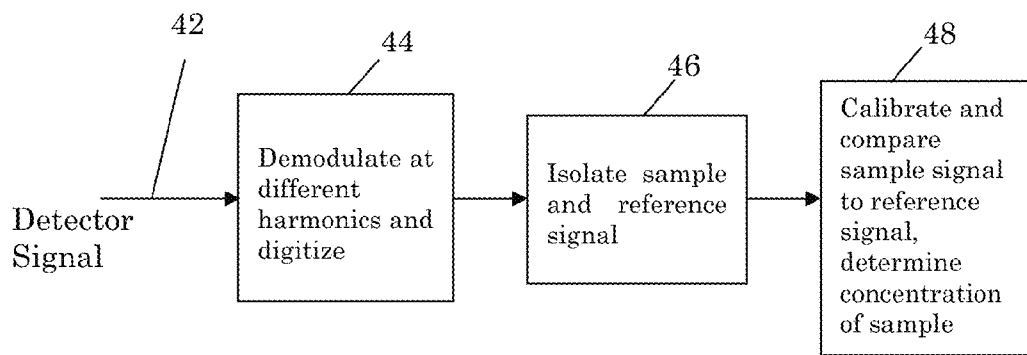 42
44
46
48
Detector
Signal
Demodulate at
different
harmonics and
digitize
Isolate sample
and reference
signal
Calibrate and
compare
sample signal
to reference
signal,
determine
concentration
of sample